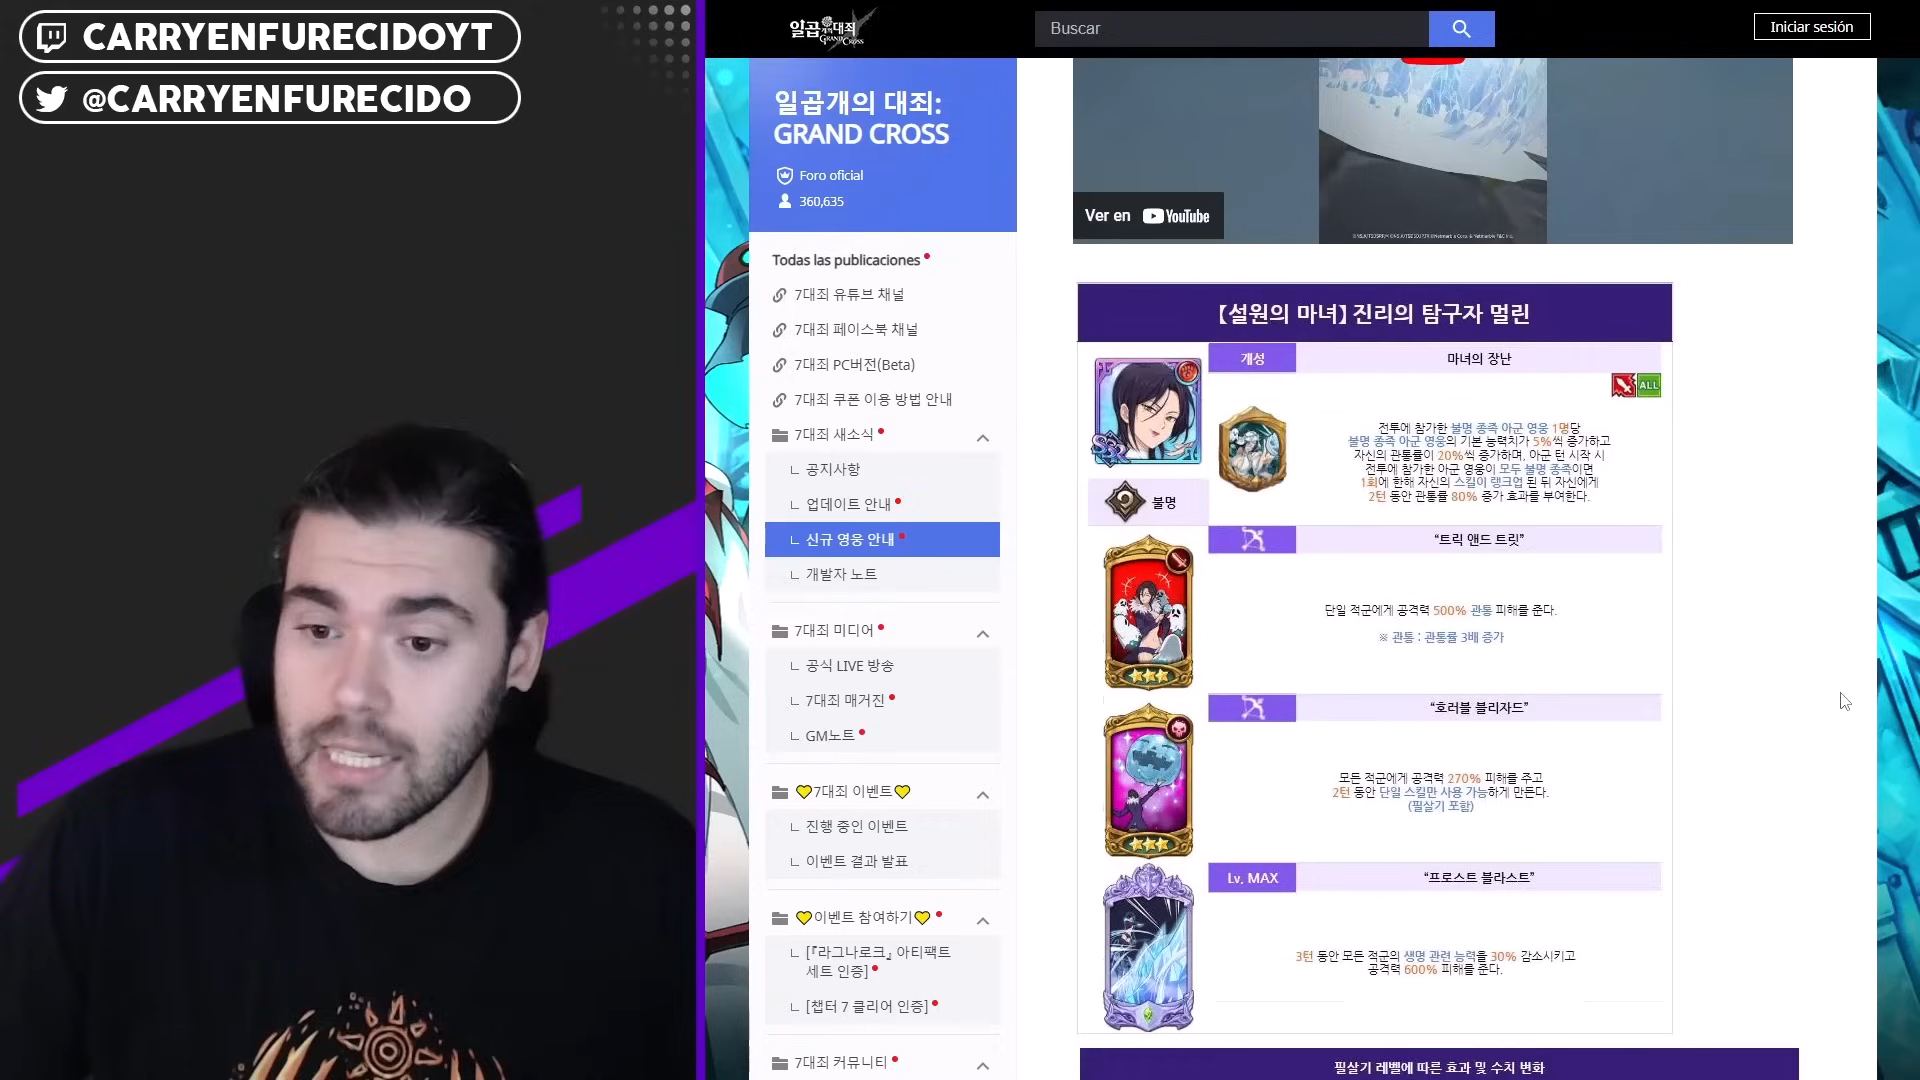 CARRYENFURECIDOYT
@CARRYENFURECIDO
일곱개의 대죄
GRAND CROSS
Buscar
Iniciar sesión
일곱개의 대죄:
GRAND CROSS
Foro oficial
360,635
Todas las publicaciones
7대죄 유튜브 채널
7대죄 페이스북 채널
7대죄 PC버전(Beta)
7대죄 쿠폰 이용 방법 안내
7대죄 새소식
ㄴ 공지사항
ㄴ 업데이트 안내
ㄴ 신규 영웅 안내
ㄴ 개발자 노트
7대죄 미디어
ㄴ 공식 LIVE 방송
ㄴ 7대죄 매거진
ㄴ GM노트
💛7대죄 이벤트💛
ㄴ 진행 중인 이벤트
ㄴ 이벤트 결과 발표
💛이벤트 참여하기💛
ㄴ [『라그나로크』 아티팩트
세트 인증]
ㄴ [챕터 7 클리어 인증]
7대죄 커뮤니티
Ver en YouTube
【설원의 마녀】 진리의 탐구자 멀린
개성
마녀의 장난
ALL
SSR
불명
전투에 참가한 불명 종족 아군 영웅 1명당
불명 종족 아군 영웅의 기본 능력치가 5%씩 증가하고
자신의 관통률이 20%씩 증가하며, 아군 턴 시작 시
전투에 참가한 아군 영웅이 모두 불명 종족이면
1회에 한해 자신의 스킬이 랭크업 된 뒤 자신에게
2턴 동안 관통률 80% 증가 효과를 부여한다.
“트릭 앤드 트릿”
단일 적군에게 공격력 500% 관통 피해를 준다.
※ 관통 : 관통률 3배 증가
“호러블 블리자드”
모든 적군에게 공격력 270% 피해를 주고
2턴 동안 단일 스킬만 사용 가능하게 만든다.
(필살기 포함)
Lv. MAX
“프로스트 블라스트”
3턴 동안 모든 적군의 생명 관련 능력을 30% 감소시키고
공격력 600% 피해를 준다.
필살기 레벨에 따른 효과 및 수치 변화